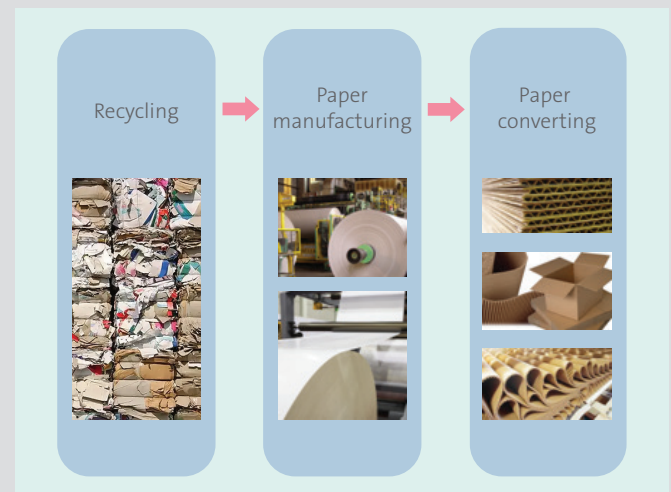 Recycling
Paper
manufacturing
Paper
converting